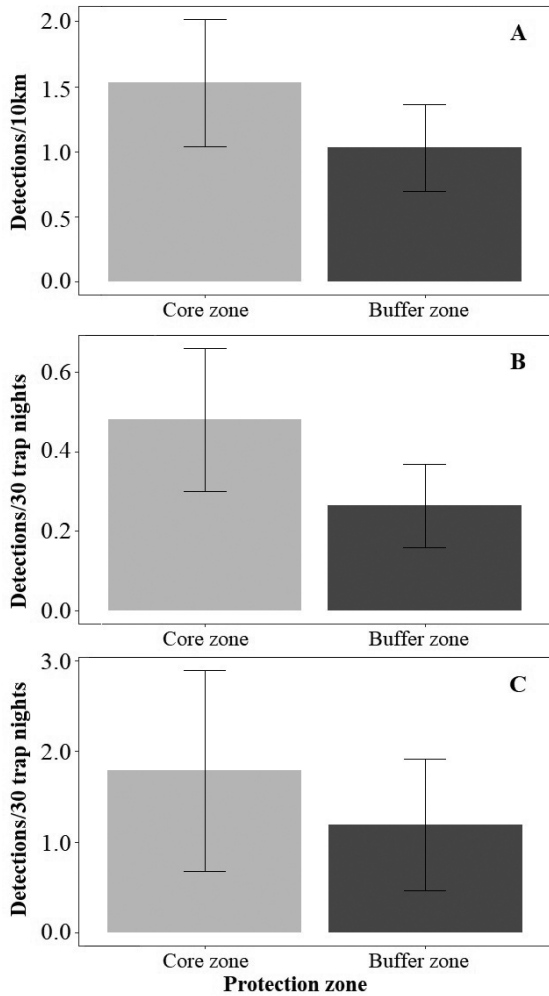 A
Detections/10km
2.0
1.5
1.0
0.5
0.0
Core zone Buffer zone
B
Detections/30 trap nights
0.6
0.4
0.2
0.0
Core zone Buffer zone
C
Detections/30 trap nights
3.0
2.0
1.0
0.0
Core zone Buffer zone
Protection zone